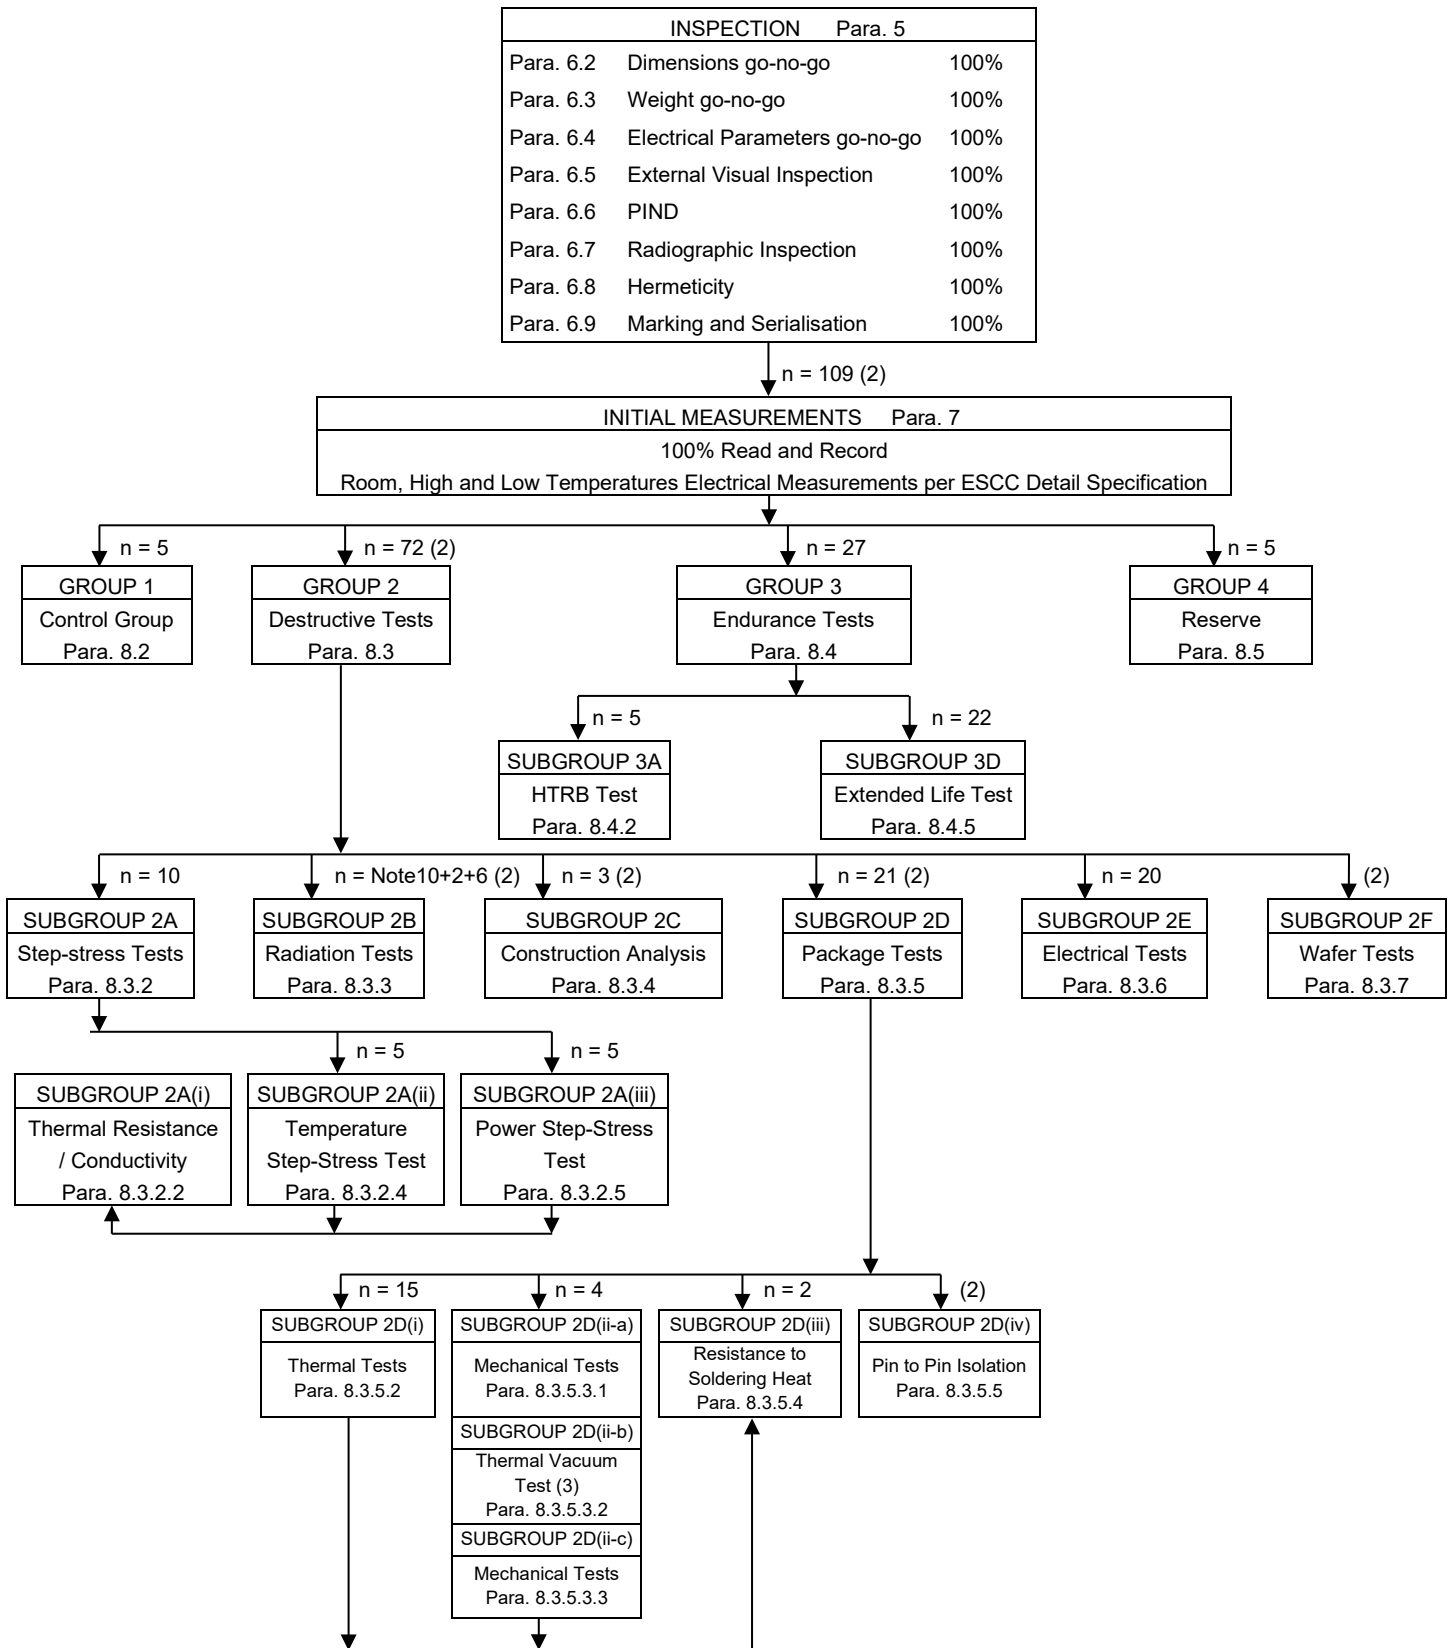 INSPECTION Para. 5
Para. 6.2 Dimensions go-no-go 100%
Para. 6.3 Weight go-no-go 100%
Para. 6.4 Electrical Parameters go-no-go 100%
Para. 6.5 External Visual Inspection 100%
Para. 6.6 PIND 100%
Para. 6.7 Radiographic Inspection 100%
Para. 6.8 Hermeticity 100%
Para. 6.9 Marking and Serialisation 100%
n = 109 (2)
INITIAL MEASUREMENTS Para. 7
100% Read and Record
Room, High and Low Temperatures Electrical Measurements per ESCC Detail Specification
n = 5
GROUP 1
Control Group
Para. 8.2
n = 72 (2)
GROUP 2
Destructive Tests
Para. 8.3
n = 27
GROUP 3
Endurance Tests
Para. 8.4
n = 5
GROUP 4
Reserve
Para. 8.5
n = 5
SUBGROUP 3A
HTRB Test
Para. 8.4.2
n = 22
SUBGROUP 3D
Extended Life Test
Para. 8.4.5
n = 10
SUBGROUP 2A
Step-stress Tests
Para. 8.3.2
n = Note10+2+6 (2)
SUBGROUP 2B
Radiation Tests
Para. 8.3.3
n = 3 (2)
SUBGROUP 2C
Construction Analysis
Para. 8.3.4
n = 21 (2)
SUBGROUP 2D
Package Tests
Para. 8.3.5
n = 20
SUBGROUP 2E
Electrical Tests
Para. 8.3.6
(2)
SUBGROUP 2F
Wafer Tests
Para. 8.3.7
SUBGROUP 2A(i)
Thermal Resistance
/ Conductivity
Para. 8.3.2.2
n = 5
SUBGROUP 2A(ii)
Temperature
Step-Stress Test
Para. 8.3.2.4
n = 5
SUBGROUP 2A(iii)
Power Step-Stress
Test
Para. 8.3.2.5
n = 15
SUBGROUP 2D(i)
Thermal Tests
Para. 8.3.5.2
n = 4
SUBGROUP 2D(ii-a)
Mechanical Tests
Para. 8.3.5.3.1
SUBGROUP 2D(ii-b)
Thermal Vacuum
Test (3)
Para. 8.3.5.3.2
SUBGROUP 2D(ii-c)
Mechanical Tests
Para. 8.3.5.3.3
n = 2
SUBGROUP 2D(iii)
Resistance to
Soldering Heat
Para. 8.3.5.4
(2)
SUBGROUP 2D(iv)
Pin to Pin Isolation
Para. 8.3.5.5